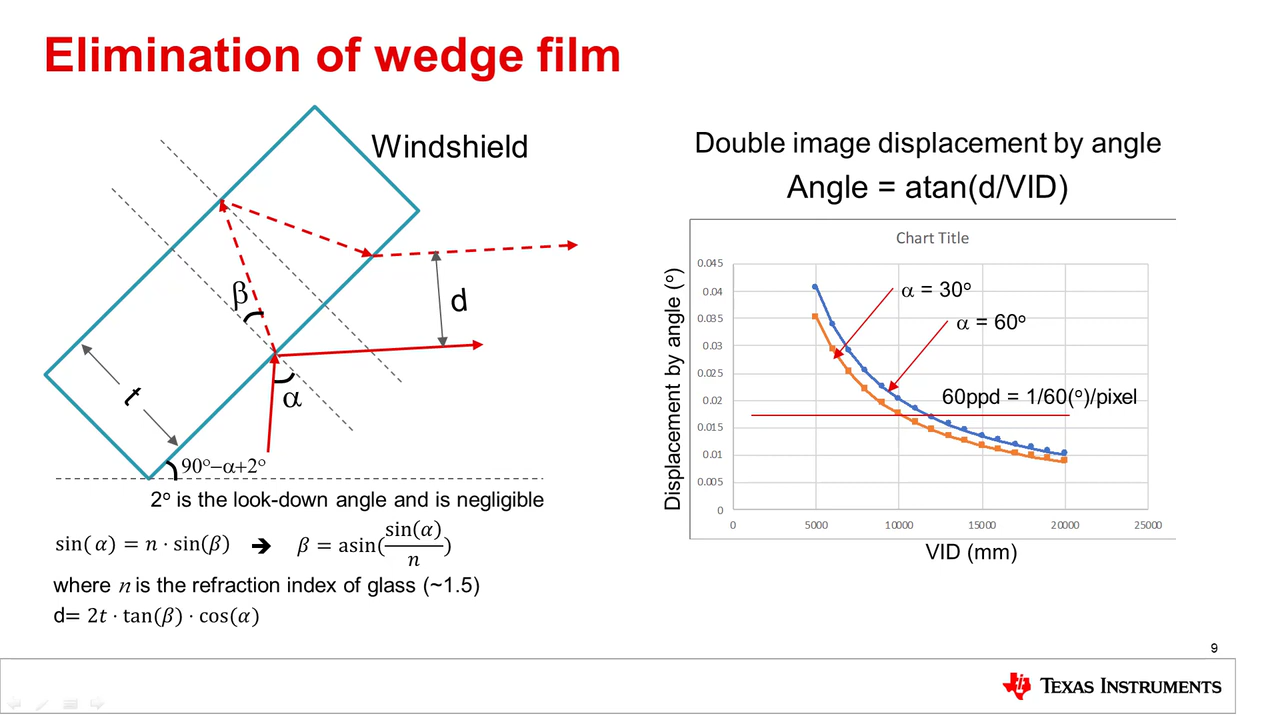 Elimination of wedge film
Windshield
β
d
t
α
90°−α+2°
2° is the look-down angle and is negligible
sin( α) = n · sin(β) ➔ β = asin(sin(α)/n)
where n is the refraction index of glass (~1.5)
d= 2t · tan(β) · cos(α)
Double image displacement by angle
Angle = atan(d/VID)
Chart Title
Displacement by angle (°)
0.045
0.04
0.035
0.03
0.025
0.02
0.015
0.01
0.005
0
α = 30°
α = 60°
60ppd = 1/60(°)/pixel
0 5000 10000 15000 20000 25000
VID (mm)
9
TEXAS INSTRUMENTS